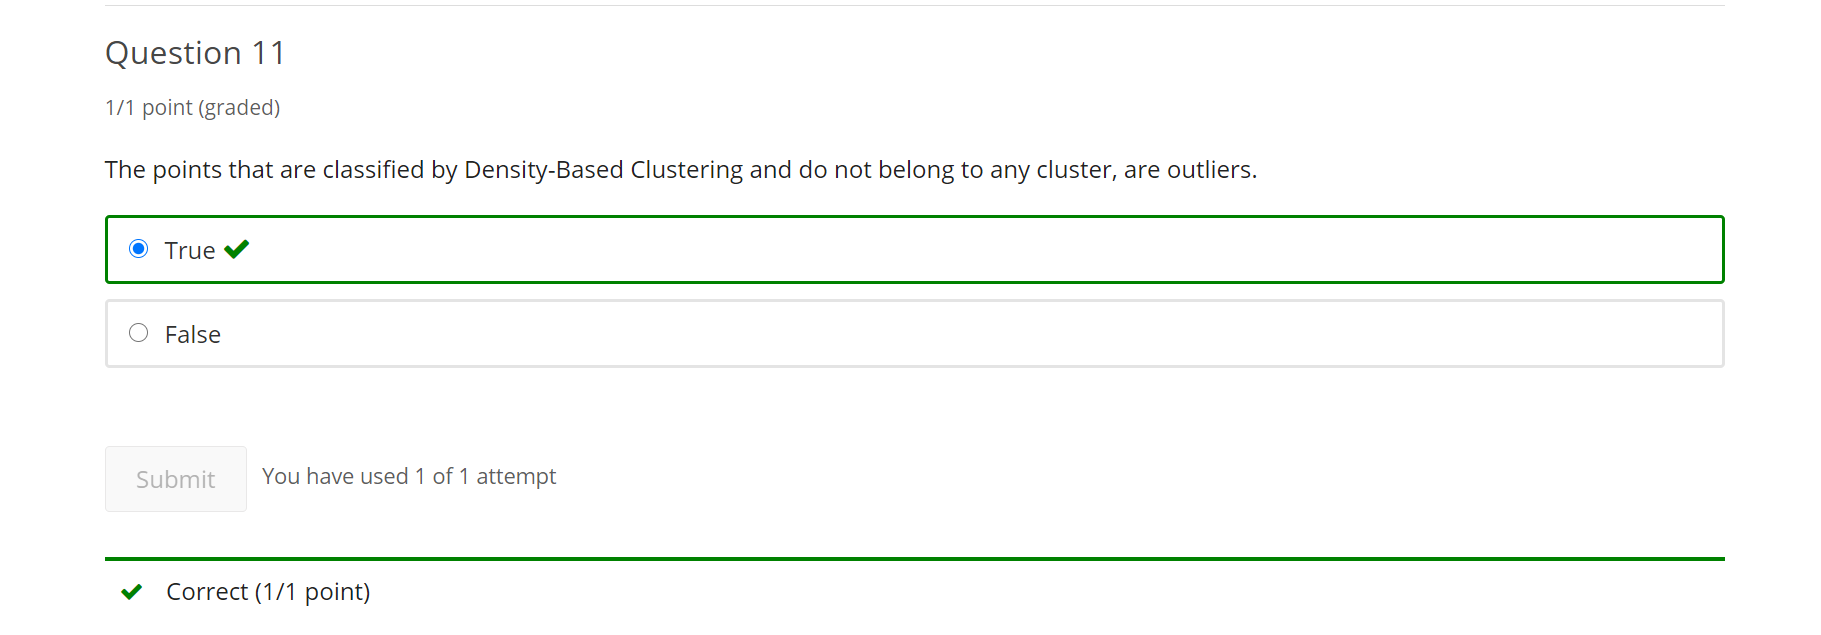 Question 11
1/1 point (graded)
The points that are classified by Density-Based Clustering and do not belong to any cluster, are outliers.
True
False
Submit
You have used 1 of 1 attempt
Correct (1/1 point)